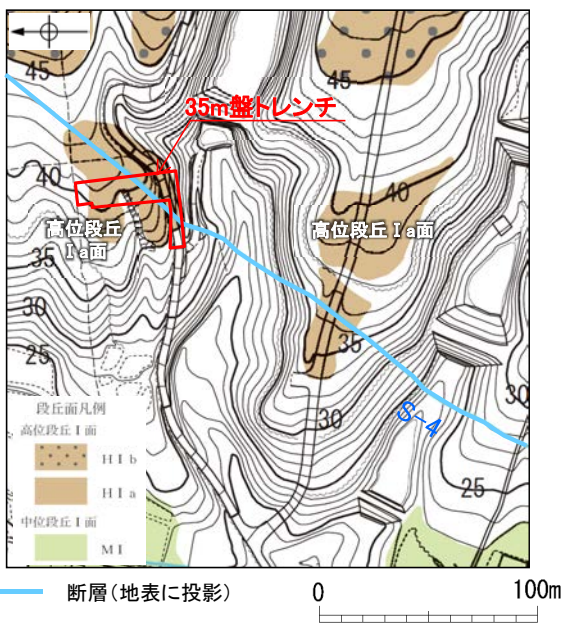 45
45
35m盤トレンチ
40
40
高位段丘
Ⅰa面
高位段丘Ⅰa面
35
30
25
35
30
30
S-4
25
段丘面凡例
高位段丘Ⅰ面
HⅠb
HⅠa
中位段丘Ⅰ面
MⅠ
断層(地表に投影)
0
100m